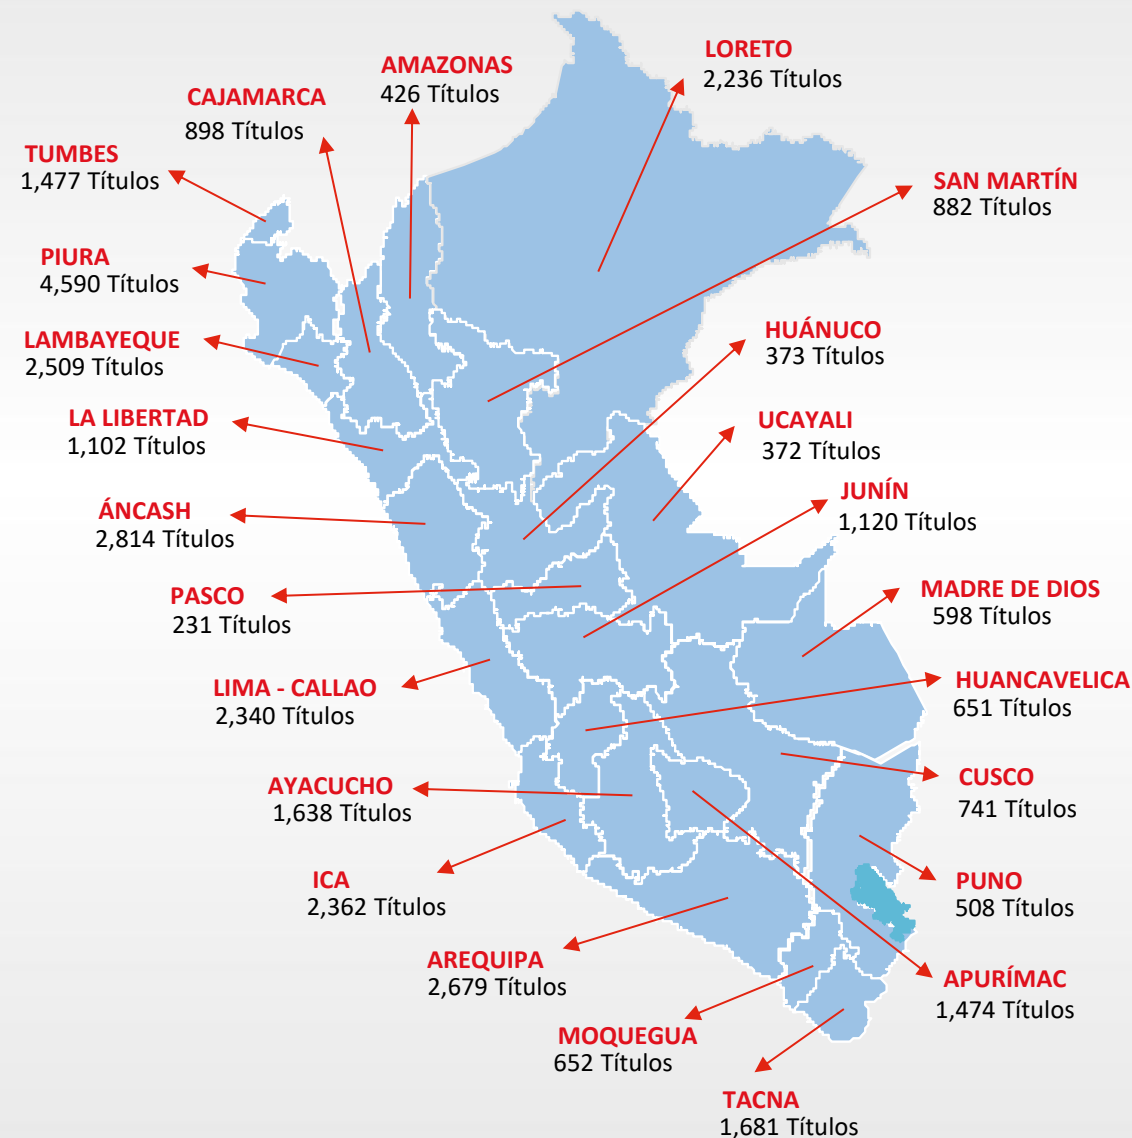 LORETO
2,236 Títulos
AMAZONAS
426 Títulos
CAJAMARCA
898 Títulos
TUMBES
1,477 Títulos
SAN MARTÍN
882 Títulos
PIURA
4,590 Títulos
LAMBAYEQUE
2,509 Títulos
HUÁNUCO
373 Títulos
LA LIBERTAD
1,102 Títulos
UCAYALI
372 Títulos
JUNÍN
1,120 Títulos
ÁNCASH
2,814 Títulos
MADRE DE DIOS
598 Títulos
PASCO
231 Títulos
LIMA - CALLAO
2,340 Títulos
HUANCAVELICA
651 Títulos
CUSCO
741 Títulos
AYACUCHO
1,638 Títulos
ICA
2,362 Títulos
PUNO
508 Títulos
AREQUIPA
2,679 Títulos
APURÍMAC
1,474 Títulos
MOQUEGUA
652 Títulos
TACNA
1,681 Títulos